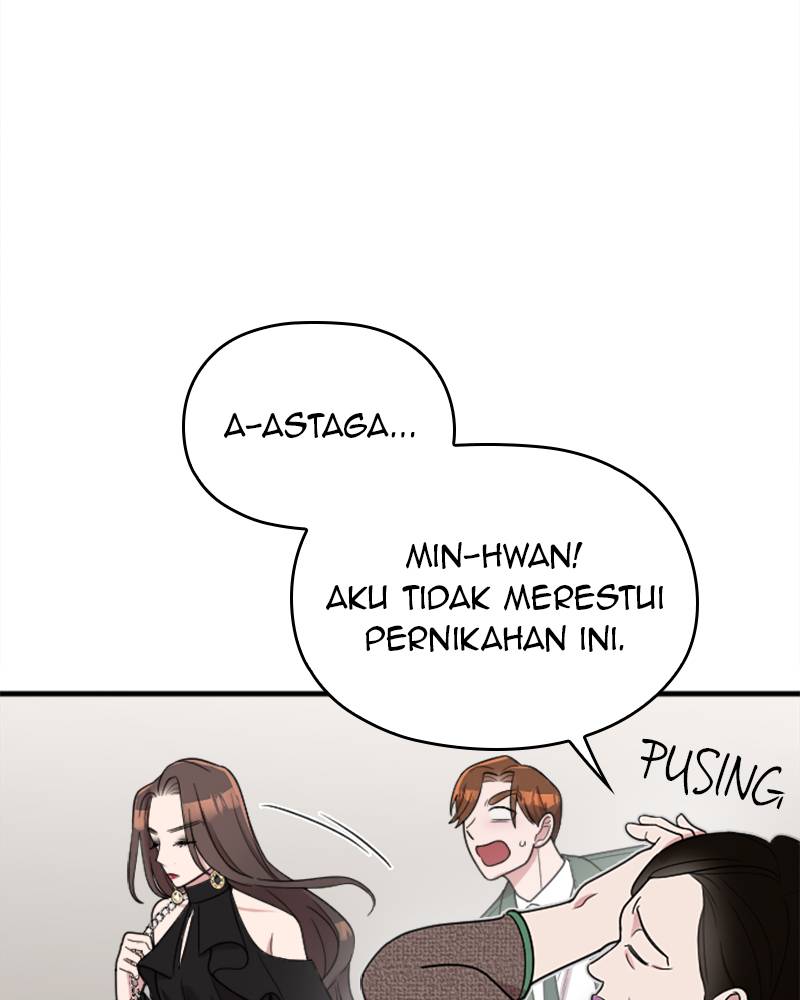 A-ASTAGA...
MIN-HWAN!
AKU TIDAK MERESTUI
PERNIKAHAN INI.
PUSING